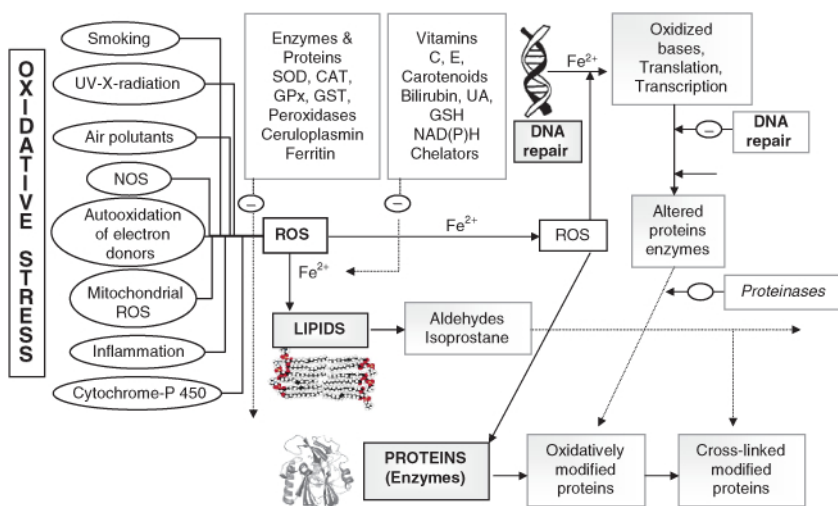 OXIDATIVE STRESS
Smoking
UV-X-radiation
Air polutants
NOS
Autooxidation
of electron
donors
Mitochondrial
ROS
Inflammation
Cytochrome-P 450
Enzymes &
Proteins
SOD, CAT,
GPx, GST,
Peroxidases
Ceruloplasmin
Ferritin
Vitamins
C, E,
Carotenoids
Bilirubin, UA,
GSH
NAD(P)H
Chelators
DNA
repair
Fe2+
Oxidized
bases,
Translation,
Transcription
−
DNA
repair
−
−
ROS
Fe2+
ROS
Altered
proteins
enzymes
Fe2+
Proteinases
LIPIDS
Aldehydes
Isoprostane
PROTEINS
(Enzymes)
Oxidatively
modified
proteins
Cross-linked
modified
proteins